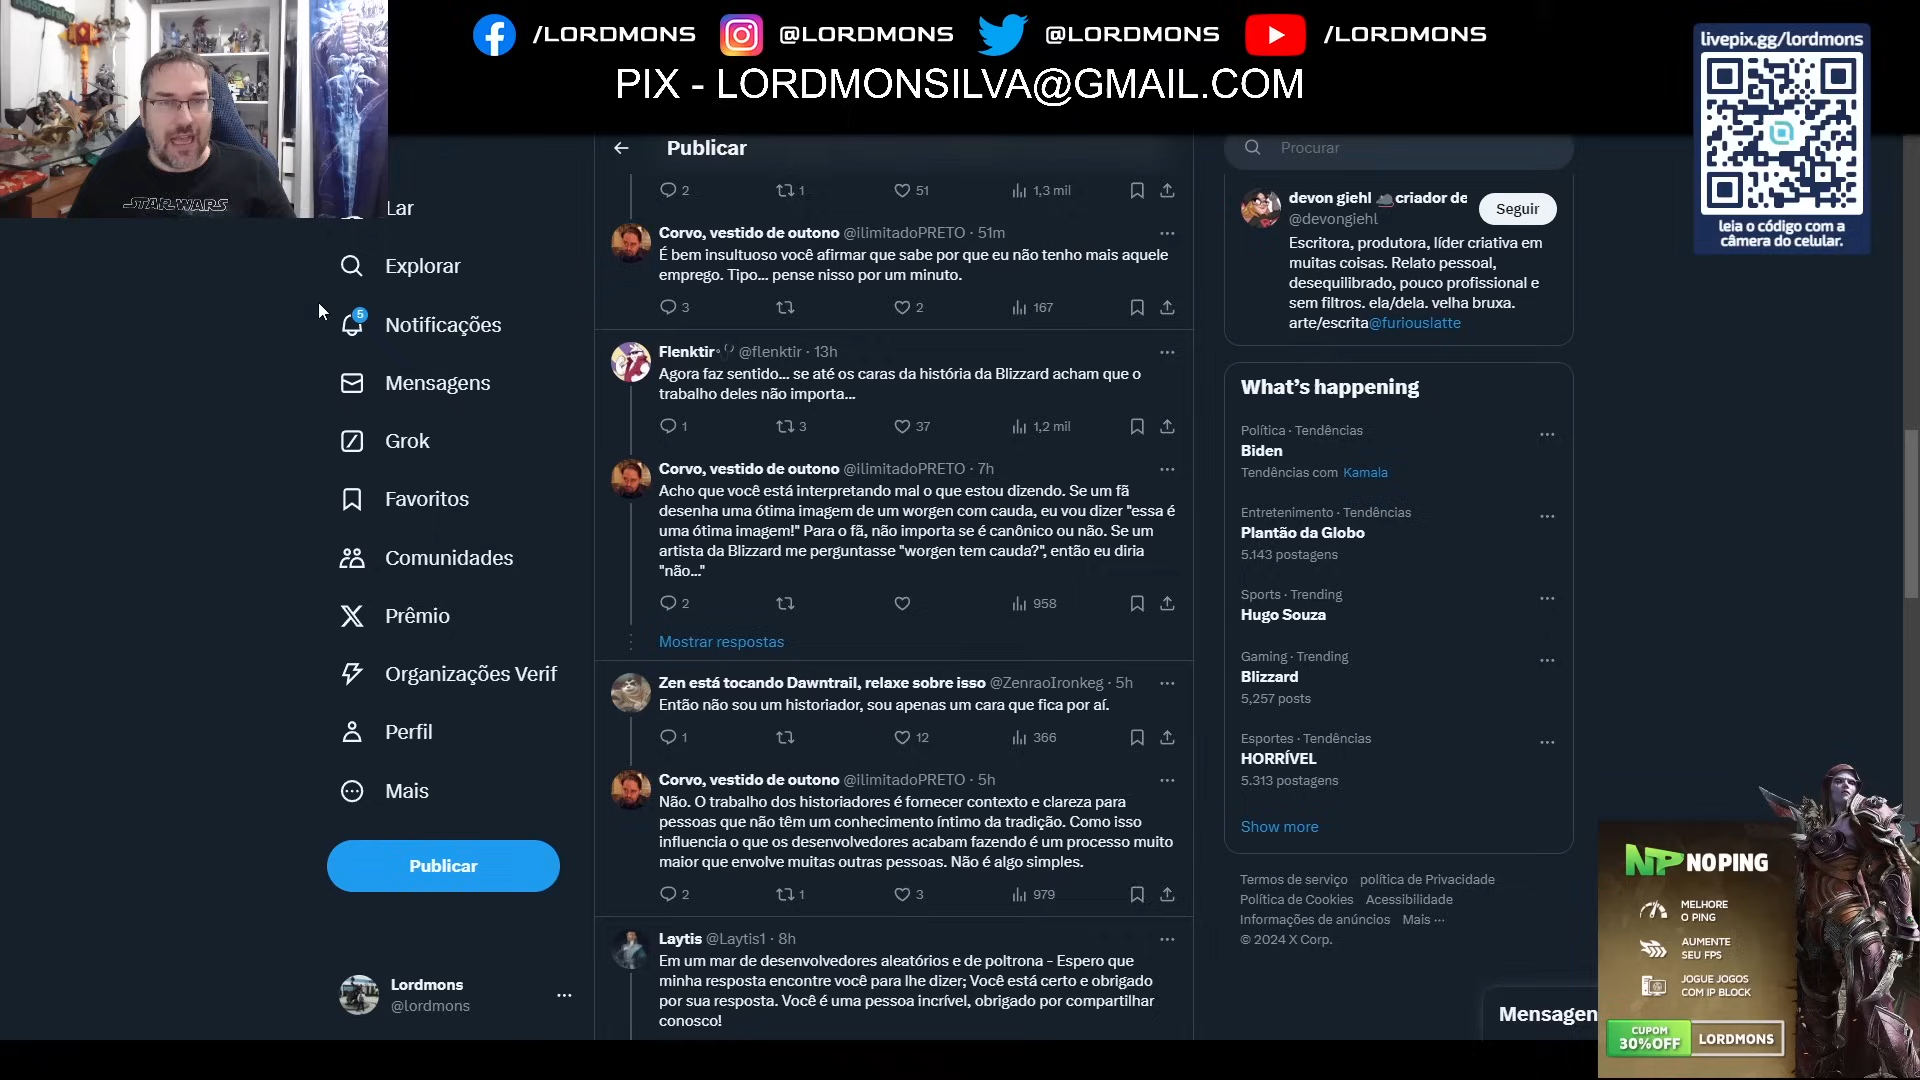 kaspersky
STAR WARS
/LORDMONS
@LORDMONS
@LORDMONS
/LORDMONS
PIX - LORDMONSILVA@GMAIL.COM
livepix.gg/lordmons
leia o código com a
câmera do celular.
Lar
Explorar
5
Notificações
Mensagens
Grok
Favoritos
Comunidades
Prêmio
Organizações Verif
Perfil
Mais
Publicar
Lordmons
@lordmons
Publicar
2 1 51 1,3 mil
Corvo, vestido de outono @ilimitadoPRETO · 51m
É bem insultuoso você afirmar que sabe por que eu não tenho mais aquele
emprego. Tipo... pense nisso por um minuto.
3 2 167
Flenktir @flenktir · 13h
Agora faz sentido... se até os caras da história da Blizzard acham que o
trabalho deles não importa...
1 3 37 1,2 mil
Corvo, vestido de outono @ilimitadoPRETO · 7h
Acho que você está interpretando mal o que estou dizendo. Se um fã
desenha uma ótima imagem de um worgen com cauda, eu vou dizer "essa é
uma ótima imagem!" Para o fã, não importa se é canônico ou não. Se um
artista da Blizzard me perguntasse "worgen tem cauda?", então eu diria
"não..."
2 958
Mostrar respostas
Zen está tocando Dawntrail, relaxe sobre isso @ZenraoIronkeg · 5h
Então não sou um historiador, sou apenas um cara que fica por aí.
1 12 366
Corvo, vestido de outono @ilimitadoPRETO · 5h
Não. O trabalho dos historiadores é fornecer contexto e clareza para
pessoas que não têm um conhecimento íntimo da tradição. Como isso
influencia o que os desenvolvedores acabam fazendo é um processo muito
maior que envolve muitas outras pessoas. Não é algo simples.
2 1 3 979
Laytis @Laytis1 · 8h
Em um mar de desenvolvedores aleatórios e de poltrona - Espero que
minha resposta encontre você para lhe dizer; Você está certo e obrigado
por sua resposta. Você é uma pessoa incrível, obrigado por compartilhar
conosco!
Procurar
devon giehl criador de
@devongiehl
Seguir
Escritora, produtora, líder criativa em
muitas coisas. Relato pessoal,
desequilibrado, pouco profissional e
sem filtros. ela/dela. velha bruxa.
arte/escrita@furiouslatte
What's happening
Política · Tendências
Biden
Tendências com Kamala
Entretenimento · Tendências
Plantão da Globo
5.143 postagens
Sports · Trending
Hugo Souza
Gaming · Trending
Blizzard
5,257 posts
Esportes · Tendências
HORRÍVEL
5.313 postagens
Show more
Termos de serviço política de Privacidade
Política de Cookies Acessibilidade
Informações de anúncios Mais ···
© 2024 X Corp.
Mensagen
NP NOPING
MELHORE
O PING
AUMENTE
SEU FPS
JOGUE JOGOS
COM IP BLOCK
CUPOM
30%OFF
LORDMONS